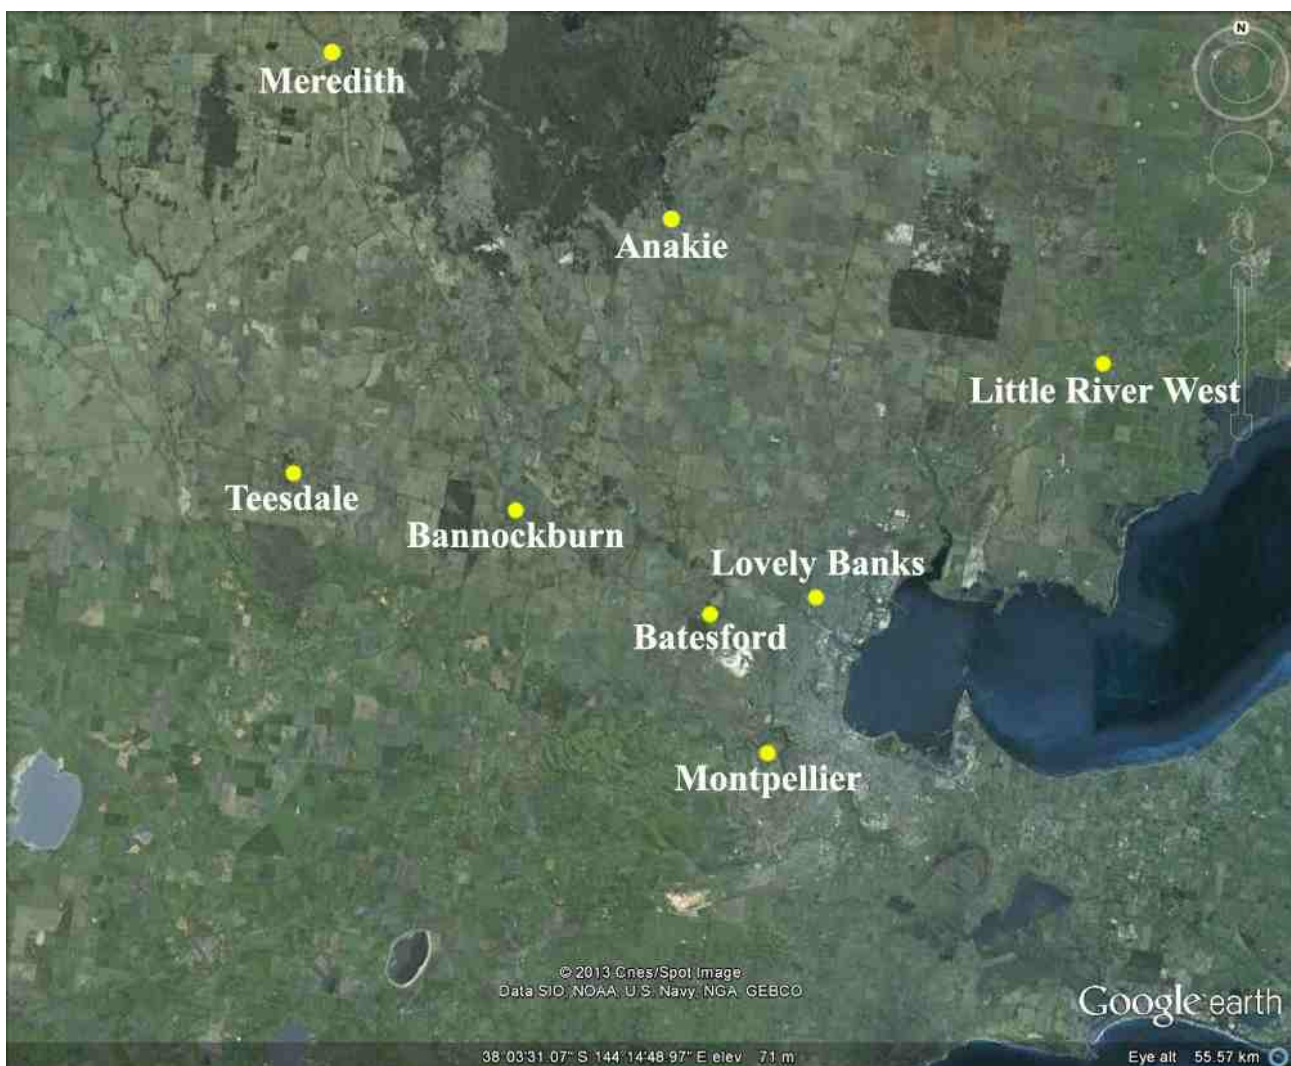 N
Meredith
Anakie
Little River West
Teesdale
Bannockburn
Lovely Banks
Batesford
Montpellier
© 2013 Cnes/Spot Image
Data SIO, NOAA, U.S. Navy, NGA, GEBCO
Google earth
38 03 31 07" S 144 14 48 97" E elev 71 m
Eye alt 55.57 km